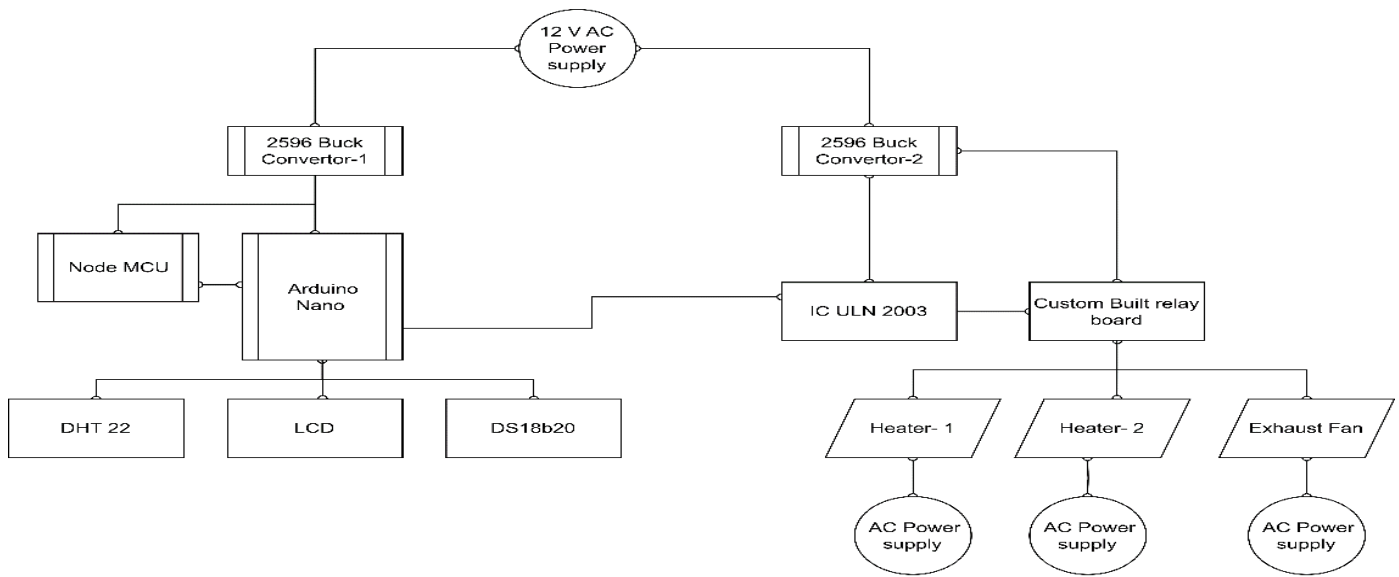 12 V AC
Power
supply
2596 Buck
Convertor-1
2596 Buck
Convertor-2
Node MCU
Arduino
Nano
IC ULN 2003
Custom Built relay
board
DHT 22
LCD
DS18b20
Heater- 1
Heater- 2
Exhaust Fan
AC Power
supply
AC Power
supply
AC Power
supply